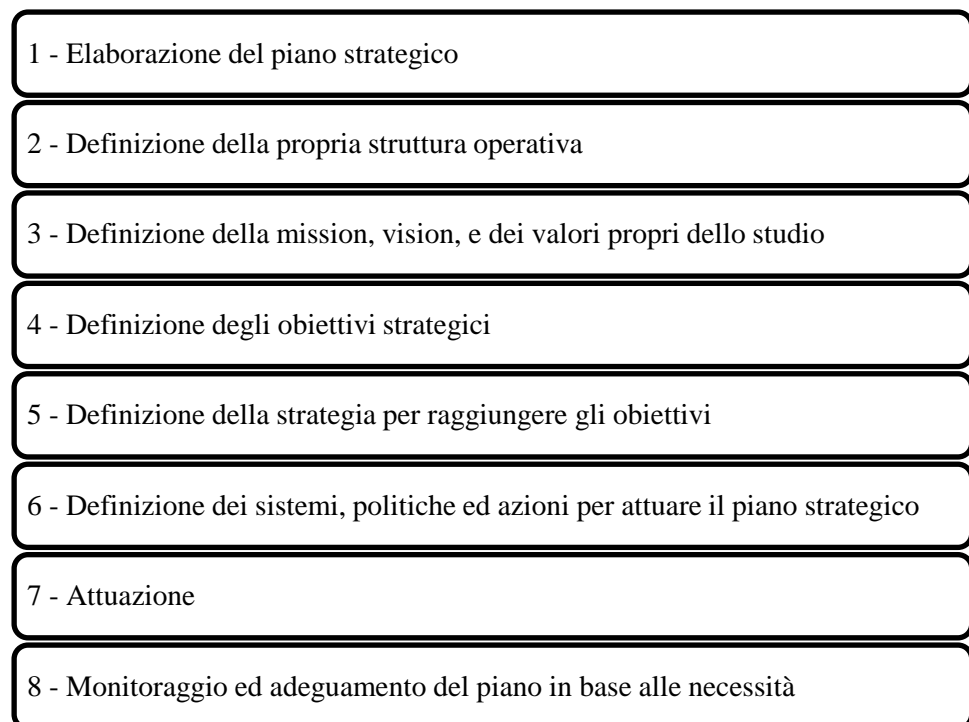 1 - Elaborazione del piano strategico
2 - Definizione della propria struttura operativa
3 - Definizione della mission, vision, e dei valori propri dello studio
4 - Definizione degli obiettivi strategici
5 - Definizione della strategia per raggiungere gli obiettivi
6 - Definizione dei sistemi, politiche ed azioni per attuare il piano strategico
7 - Attuazione
8 - Monitoraggio ed adeguamento del piano in base alle necessità